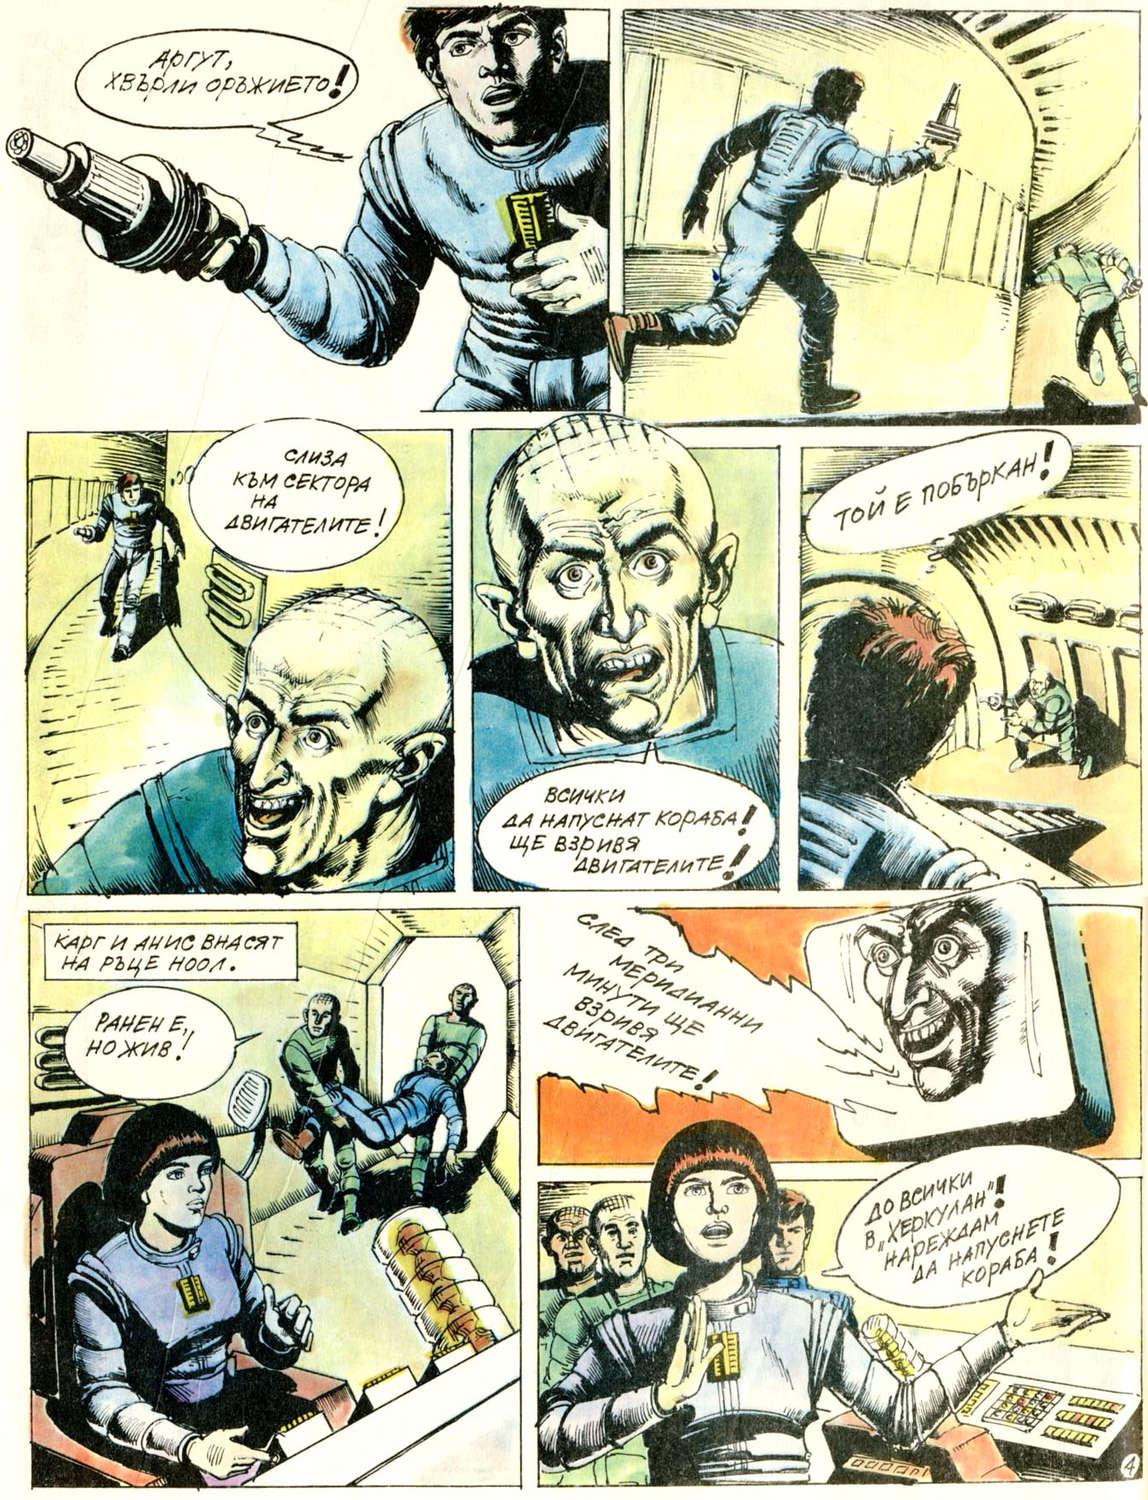 АРГУТ,
ХВЪРЛИ ОРЪЖИЕТО!
СЛИЗА
КЪМ СЕКТОРА
НА
ДВИГАТЕЛИТЕ!
ВСИЧКИ
ДА НАПУСНАТ КОРАБА!
ЩЕ ВЗРИВЯ
ДВИГАТЕЛИТЕ!
ТОЙ Е ПОБЪРКАН!
КАРГ И АНИС ВНАСЯТ
НА РЪЦЕ НООЛ.
РАНЕН Е,
НО ЖИВ!
СЛЕД ТРИ
МЕРИДИАННИ
МИНУТИ ЩЕ
ВЗРИВЯ
ДВИГАТЕЛИТЕ!
ДО ВСИЧКИ
В „ХЕРКУЛАН"!
НАРЕЖДАМ
ДА НАПУСНЕТЕ
КОРАБА!
4